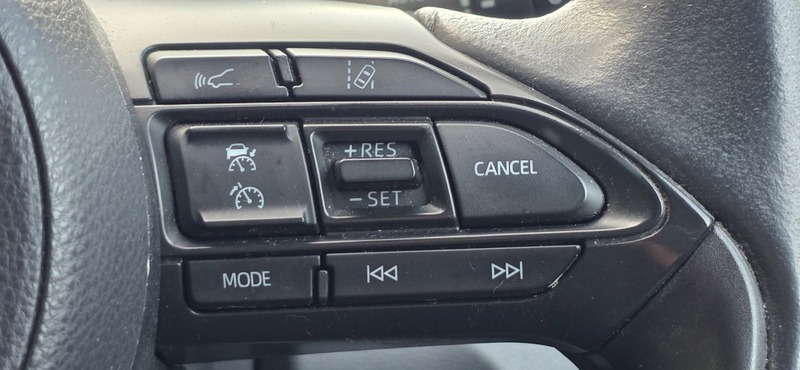 + RES
CANCEL
− SET
MODE